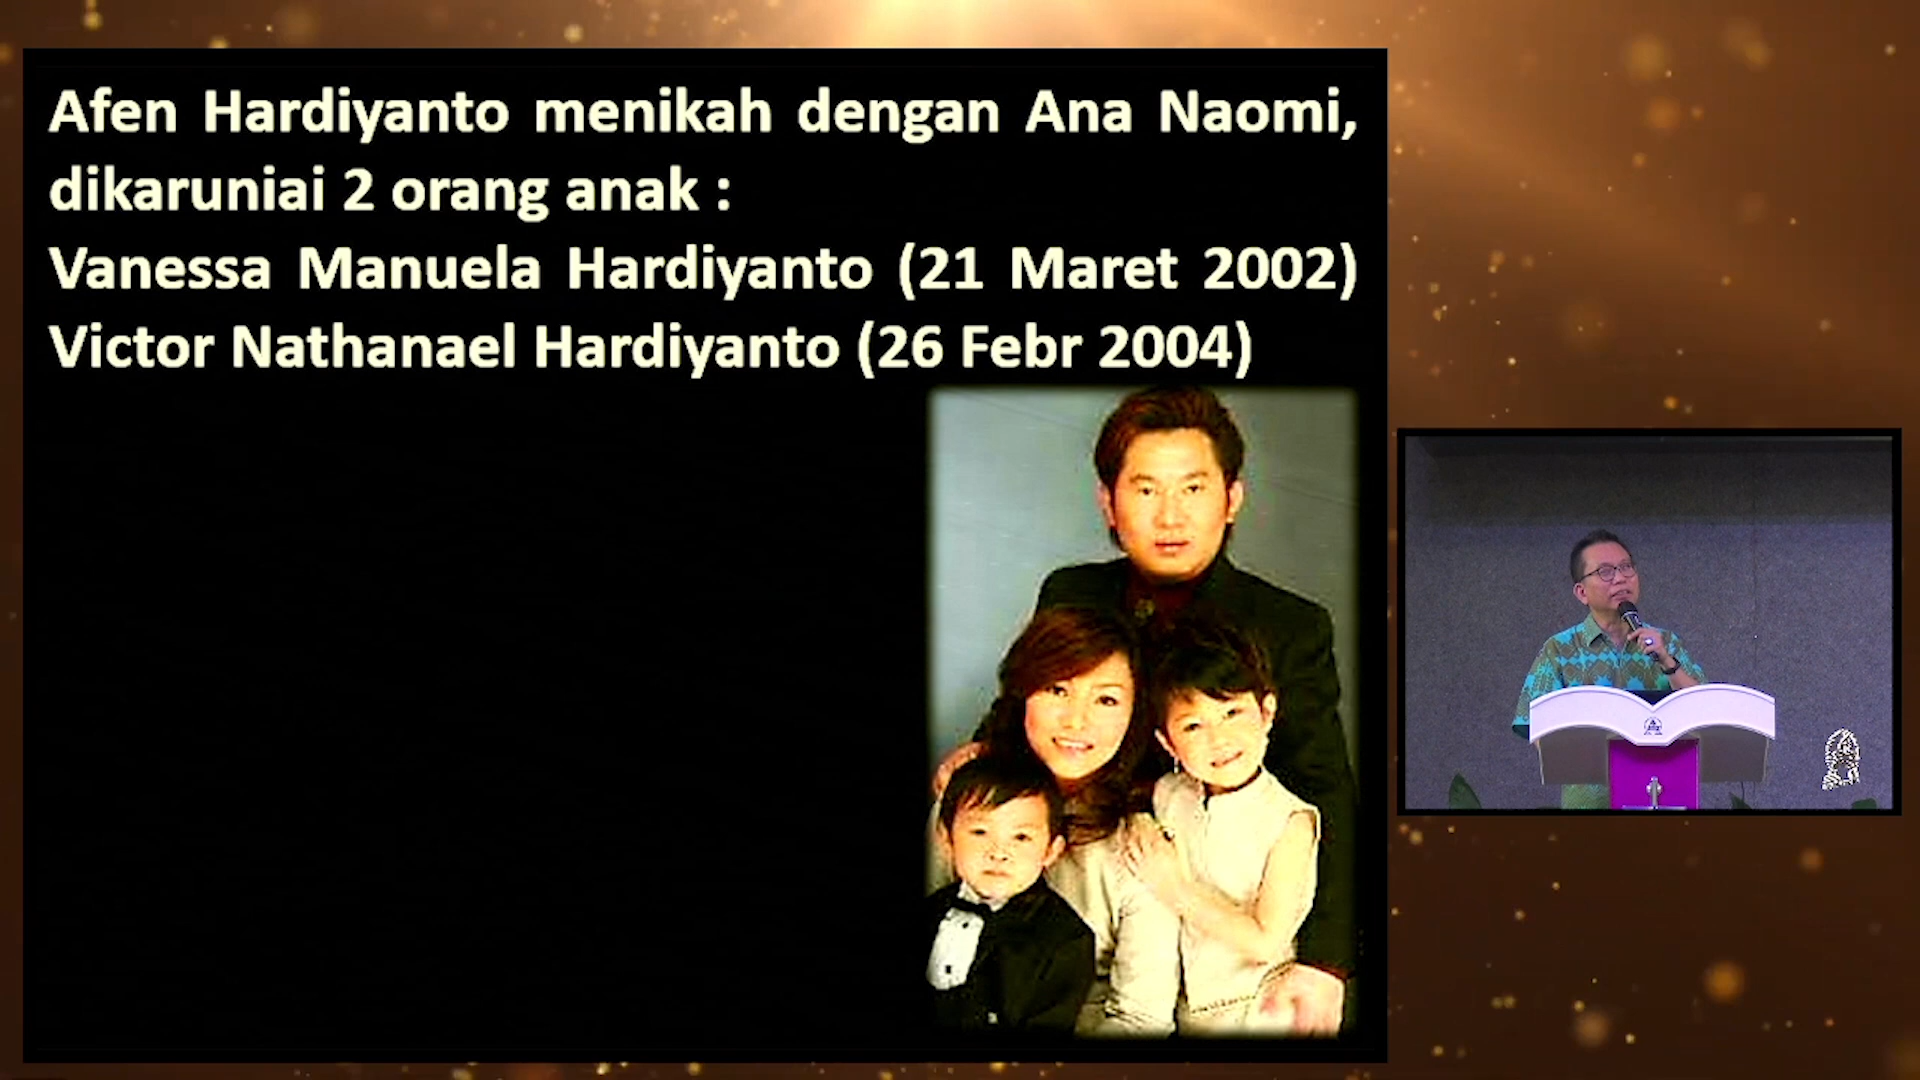 Afen Hardiyanto menikah dengan Ana Naomi,
dikaruniai 2 orang anak :
Vanessa Manuela Hardiyanto (21 Maret 2002)
Victor Nathanael Hardiyanto (26 Febr 2004)